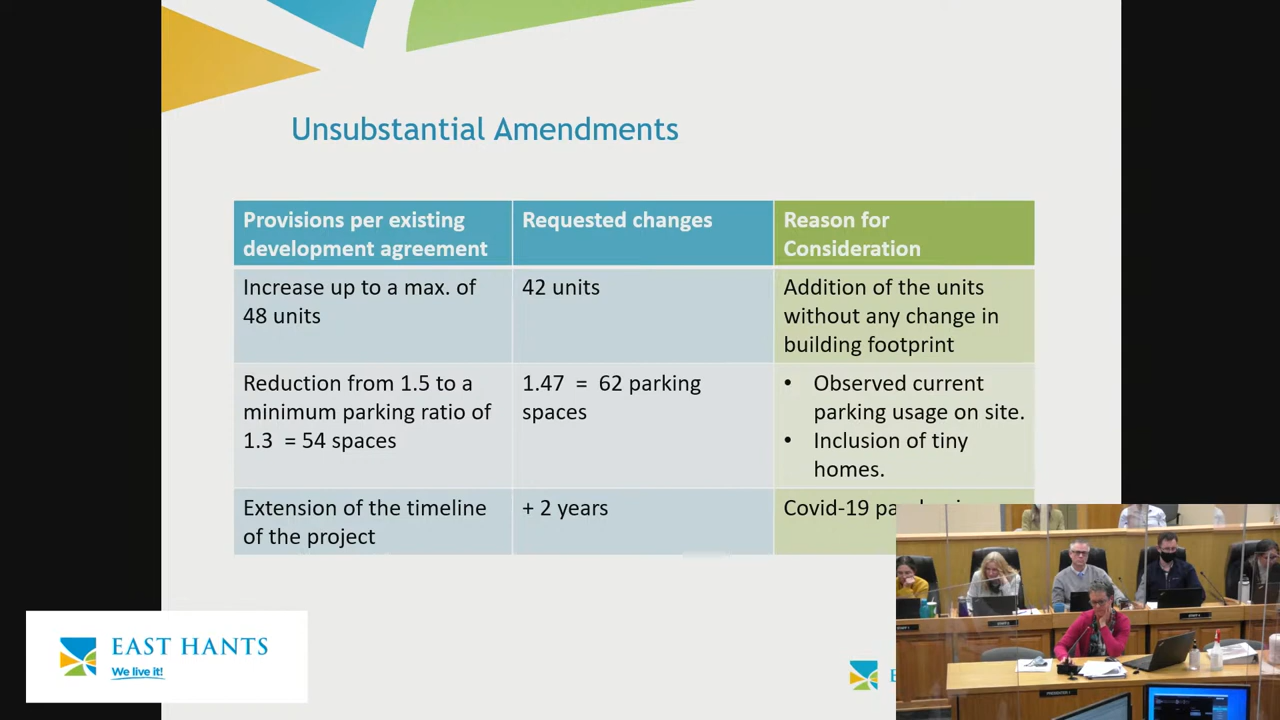 Unsubstantial Amendments
Provisions per existing
development agreement
Requested changes
Reason for
Consideration
Increase up to a max. of
48 units
42 units
Addition of the units
without any change in
building footprint
Reduction from 1.5 to a
minimum parking ratio of
1.3 = 54 spaces
1.47 = 62 parking
spaces
• Observed current
parking usage on site.
• Inclusion of tiny
homes.
Extension of the timeline
of the project
+ 2 years
Covid-19
EAST HANTS
We live it!